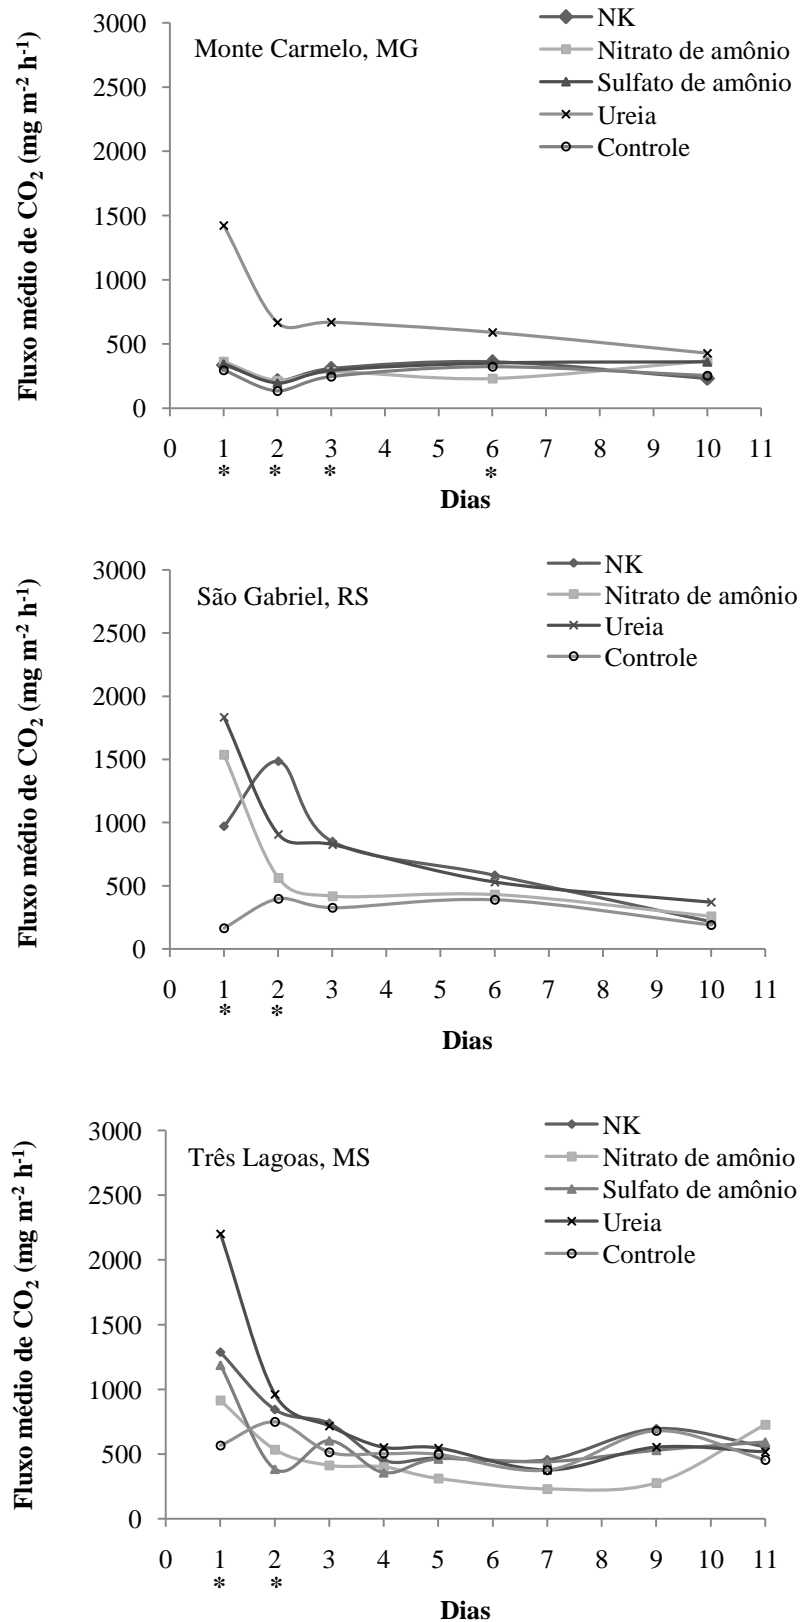 Fluxo médio de CO₂ (mg m⁻² h⁻¹)
3000
2500
2000
1500
1000
500
0
Monte Carmelo, MG
NK
Nitrato de amônio
Sulfato de amônio
Ureia
Controle
0 1 2 3 4 5 6 7 8 9 10 11
* * * *
Dias
Fluxo médio de CO₂ (mg m⁻² h⁻¹)
3000
2500
2000
1500
1000
500
0
São Gabriel, RS
NK
Nitrato de amônio
Ureia
Controle
0 1 2 3 4 5 6 7 8 9 10 11
* *
Dias
Fluxo médio de CO₂ (mg m⁻² h⁻¹)
3000
2500
2000
1500
1000
500
0
Três Lagoas, MS
NK
Nitrato de amônio
Sulfato de amônio
Ureia
Controle
0 1 2 3 4 5 6 7 8 9 10 11
* *
Dias